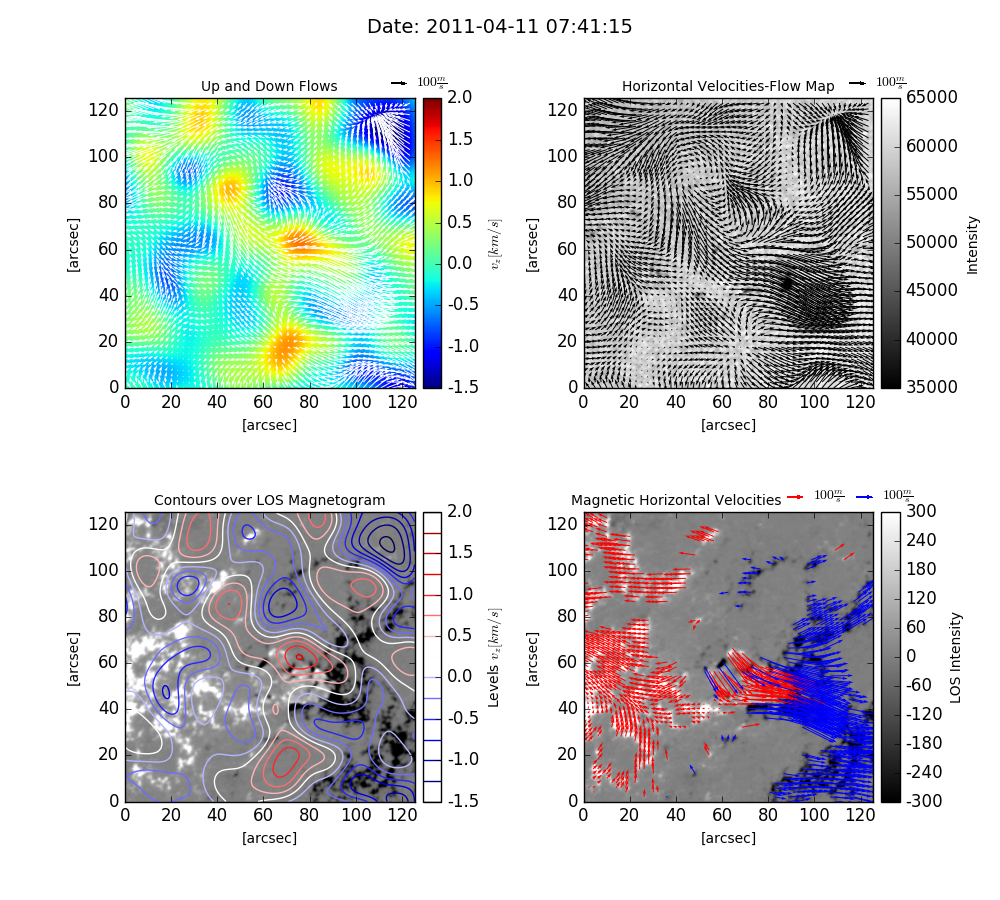 Date: 2011-04-11 07:41:15
Up and Down Flows
100 m/s
120
100
80
60
40
20
0
0 20 40 60 80 100 120
[arcsec]
[arcsec]
2.0
1.5
1.0
0.5
0.0
-0.5
-1.0
-1.5
v_z[km/s]
Horizontal Velocities-Flow Map
100 m/s
120
100
80
60
40
20
0
0 20 40 60 80 100 120
[arcsec]
[arcsec]
65000
60000
55000
50000
45000
40000
35000
Intensity
Contours over LOS Magnetogram
120
100
80
60
40
20
0
0 20 40 60 80 100 120
[arcsec]
[arcsec]
2.0
1.5
1.0
0.5
-0.0
-0.5
-1.0
-1.5
Levels v_z[km/s]
Magnetic Horizontal Velocities
100 m/s 100 m/s
120
100
80
60
40
20
0
0 20 40 60 80 100 120
[arcsec]
[arcsec]
300
240
180
120
60
0
-60
-120
-180
-240
-300
LOS Intensity